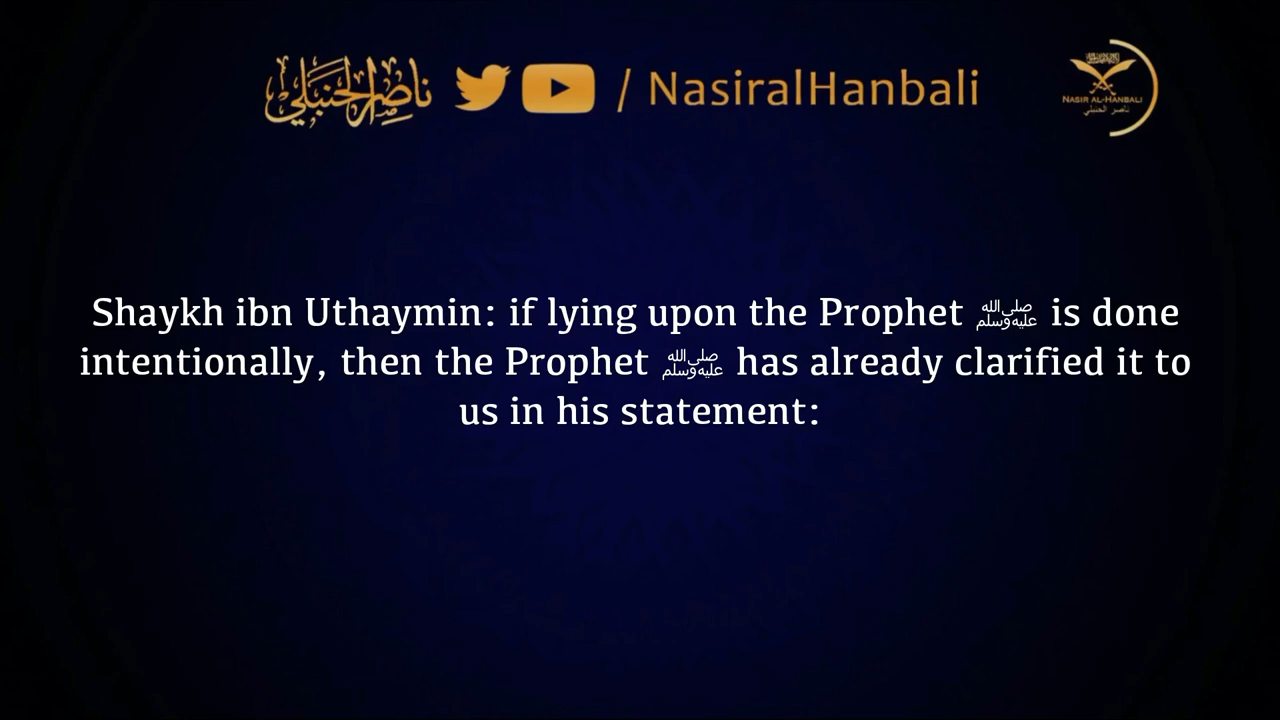 ناصر الحنبلي / NasiralHanbali
NASIR AL-HANBALI
ناصر الحنبلي
Shaykh ibn Uthaymin: if lying upon the Prophet ﷺ is done
intentionally, then the Prophet ﷺ has already clarified it to
us in his statement: